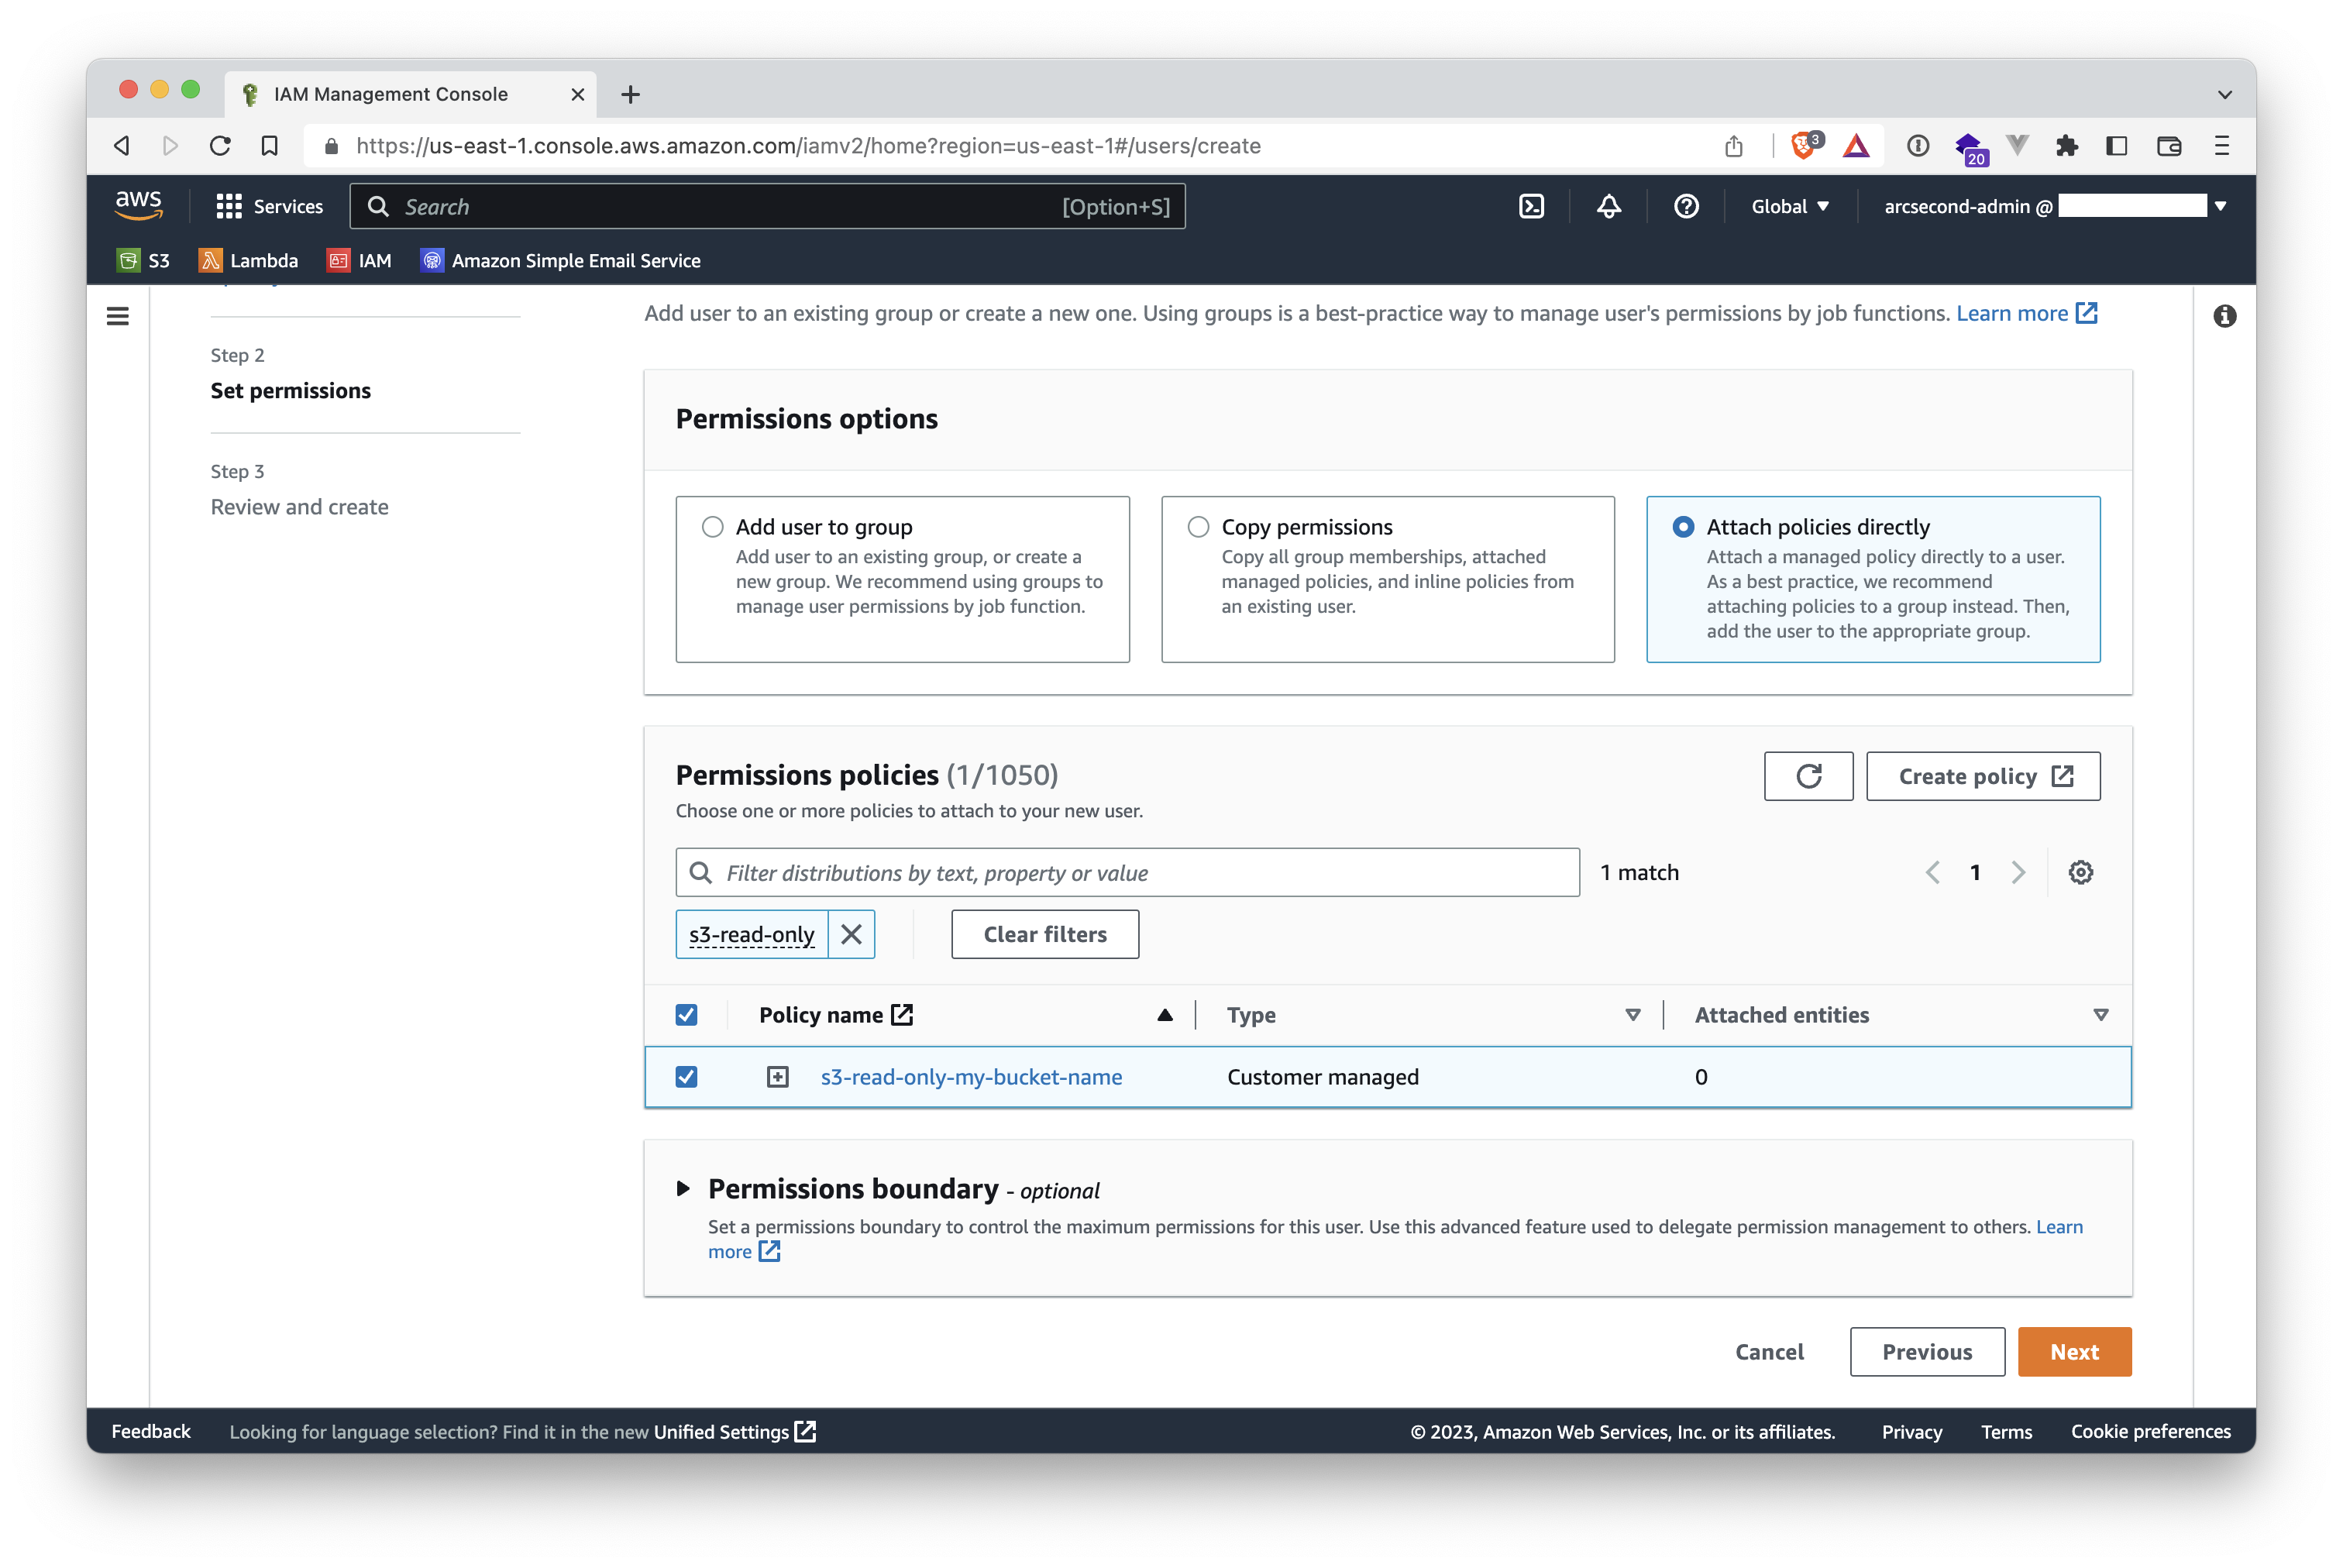 IAM Management Console
https://us-east-1.console.aws.amazon.com/iamv2/home?region=us-east-1#/users/create
3
20
aws
Services
Search
[Option+S]
Global
arcsecond-admin @
S3
Lambda
IAM
Amazon Simple Email Service
Add user to an existing group or create a new one. Using groups is a best-practice way to manage user's permissions by job functions. Learn more
Step 2
Set permissions
Step 3
Review and create
Permissions options
Add user to group
Add user to an existing group, or create a
new group. We recommend using groups to
manage user permissions by job function.
Copy permissions
Copy all group memberships, attached
managed policies, and inline policies from
an existing user.
Attach policies directly
Attach a managed policy directly to a user.
As a best practice, we recommend
attaching policies to a group instead. Then,
add the user to the appropriate group.
Permissions policies (1/1050)
Choose one or more policies to attach to your new user.
Create policy
Filter distributions by text, property or value
1 match
1
s3-read-only
Clear filters
Policy name
Type
Attached entities
s3-read-only-my-bucket-name
Customer managed
0
Permissions boundary - optional
Set a permissions boundary to control the maximum permissions for this user. Use this advanced feature used to delegate permission management to others. Learn
more
Cancel
Previous
Next
Feedback
Looking for language selection? Find it in the new Unified Settings
© 2023, Amazon Web Services, Inc. or its affiliates.
Privacy
Terms
Cookie preferences